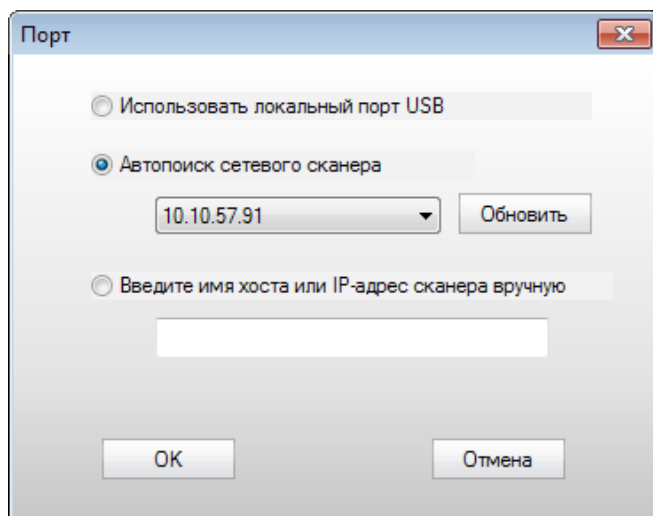 Порт
Использовать локальный порт USB
Автопоиск сетевого сканера
10.10.57.91
Обновить
Введите имя хоста или IP-адрес сканера вручную
OK
Отмена